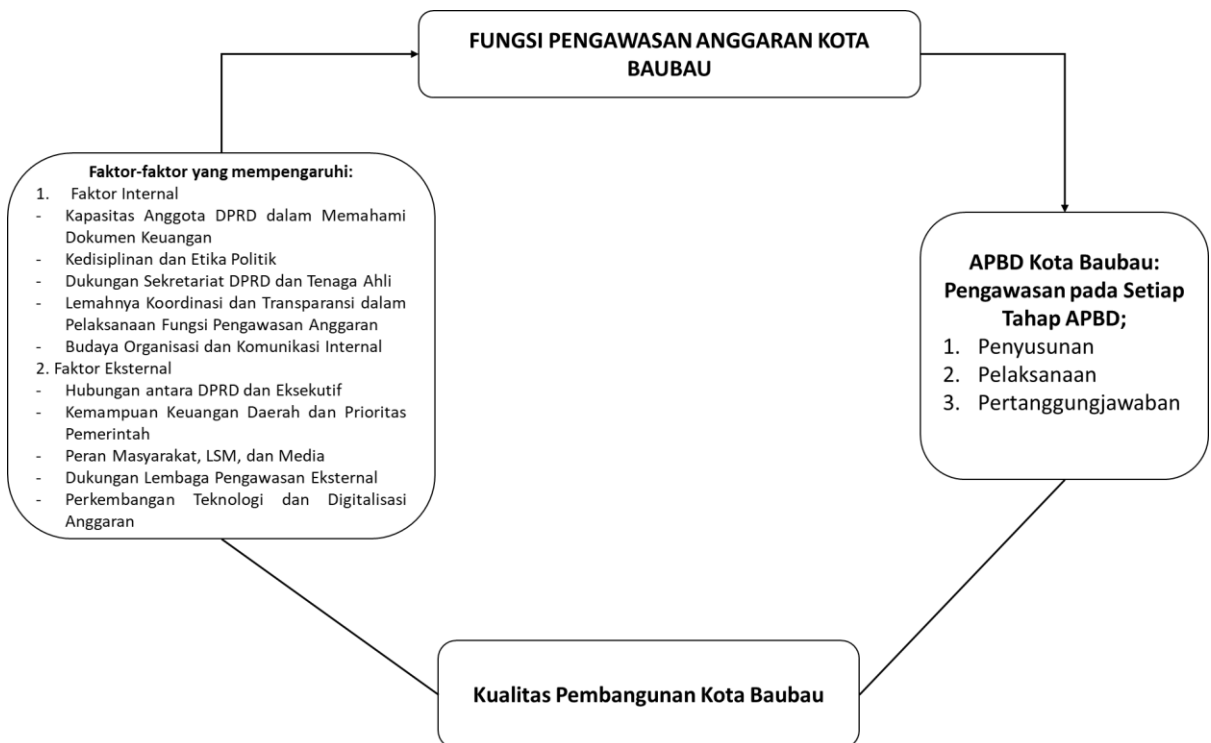 FUNGSI PENGAWASAN ANGGARAN KOTA
BAUBAU
Faktor-faktor yang mempengaruhi:
1. Faktor Internal
- Kapasitas Anggota DPRD dalam Memahami
Dokumen Keuangan
- Kedisiplinan dan Etika Politik
- Dukungan Sekretariat DPRD dan Tenaga Ahli
- Lemahnya Koordinasi dan Transparansi dalam
Pelaksanaan Fungsi Pengawasan Anggaran
- Budaya Organisasi dan Komunikasi Internal
2. Faktor Eksternal
- Hubungan antara DPRD dan Eksekutif
- Kemampuan Keuangan Daerah dan Prioritas
Pemerintah
- Peran Masyarakat, LSM, dan Media
- Dukungan Lembaga Pengawasan Eksternal
- Perkembangan Teknologi dan Digitalisasi
Anggaran
APBD Kota Baubau:
Pengawasan pada Setiap
Tahap APBD;
1. Penyusunan
2. Pelaksanaan
3. Pertanggungjawaban
Kualitas Pembangunan Kota Baubau